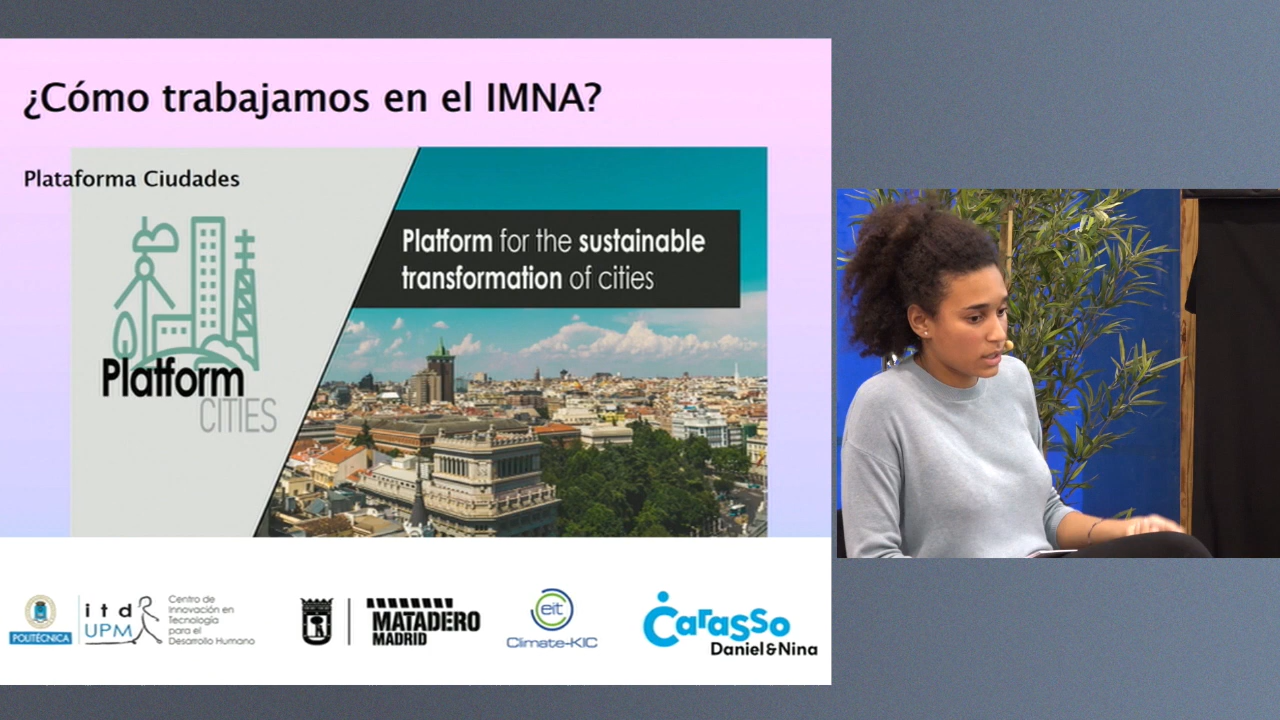 ¿Cómo trabajamos en el IMNA?
Plataforma Ciudades
Platform
CITIES
Platform for the sustainable
transformation of cities
POLITÉCNICA
itd
UPM
Centro de
Innovación en
Tecnología
para el
Desarrollo Humano
MATADERO
MADRID
eit
Climate-KIC
carasso
Daniel&Nina